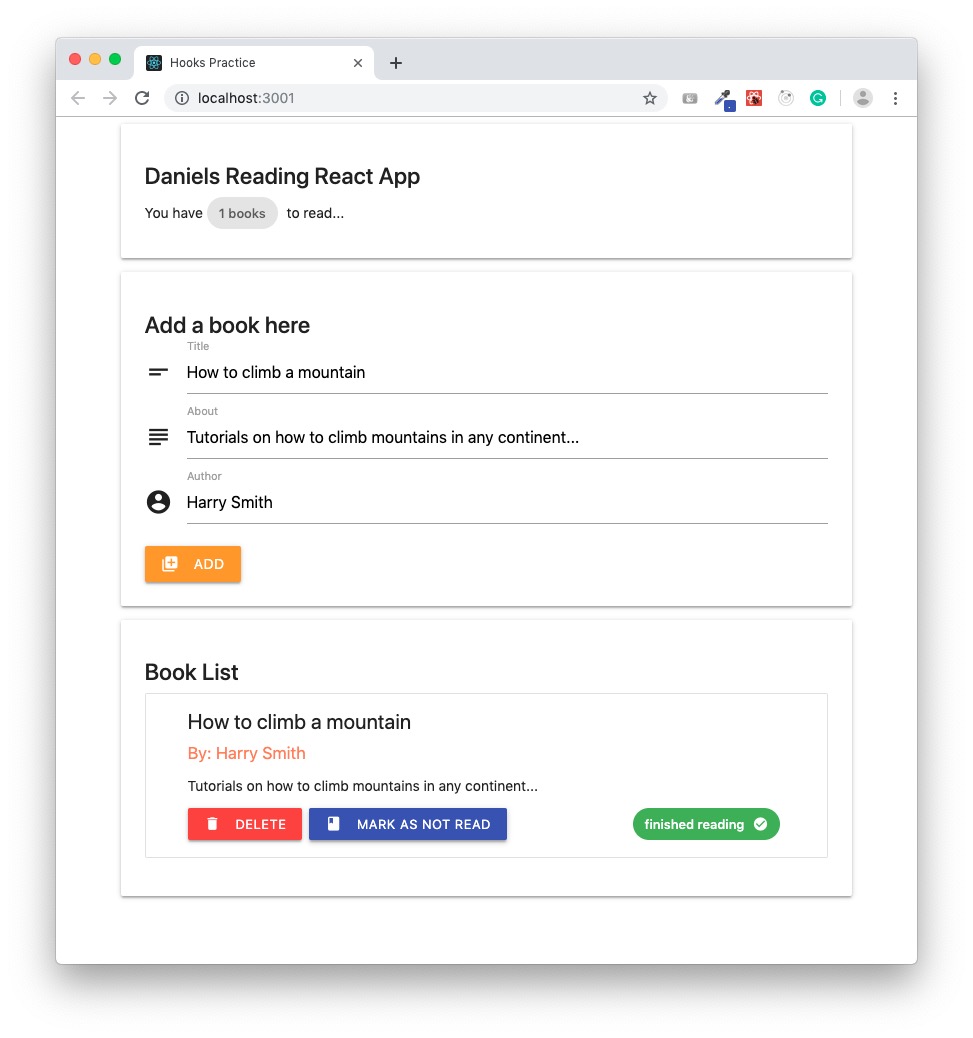 Hooks Practice
localhost:3001
Daniels Reading React App
You have 1 books to read...
Add a book here
Title
How to climb a mountain
About
Tutorials on how to climb mountains in any continent...
Author
Harry Smith
ADD
Book List
How to climb a mountain
By: Harry Smith
Tutorials on how to climb mountains in any continent...
DELETE MARK AS NOT READ finished reading